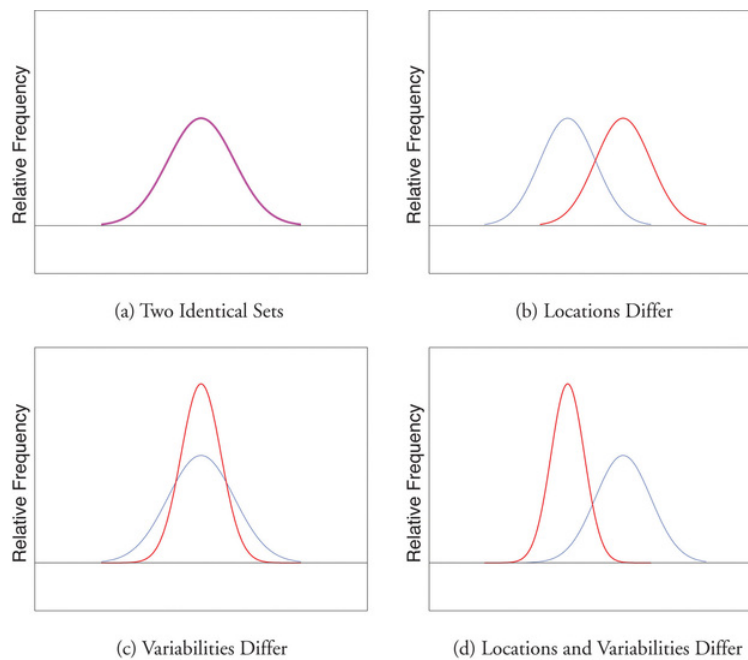 Relative Frequency
Relative Frequency
(a) Two Identical Sets
(b) Locations Differ
Relative Frequency
Relative Frequency
(c) Variabilities Differ
(d) Locations and Variabilities Differ